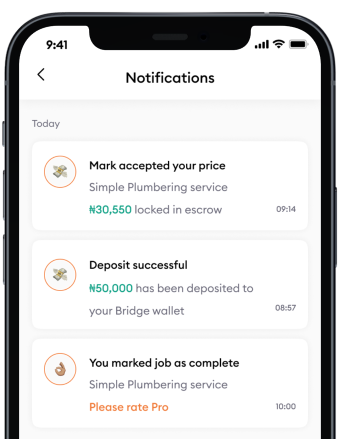 9:41
Notifications
Today
Mark accepted your price
Simple Plumbering service
₦30,550 locked in escrow 09:14
Deposit successful
₦50,000 has been deposited to
your Bridge wallet 08:57
You marked job as complete
Simple Plumbering service
Please rate Pro 10:00